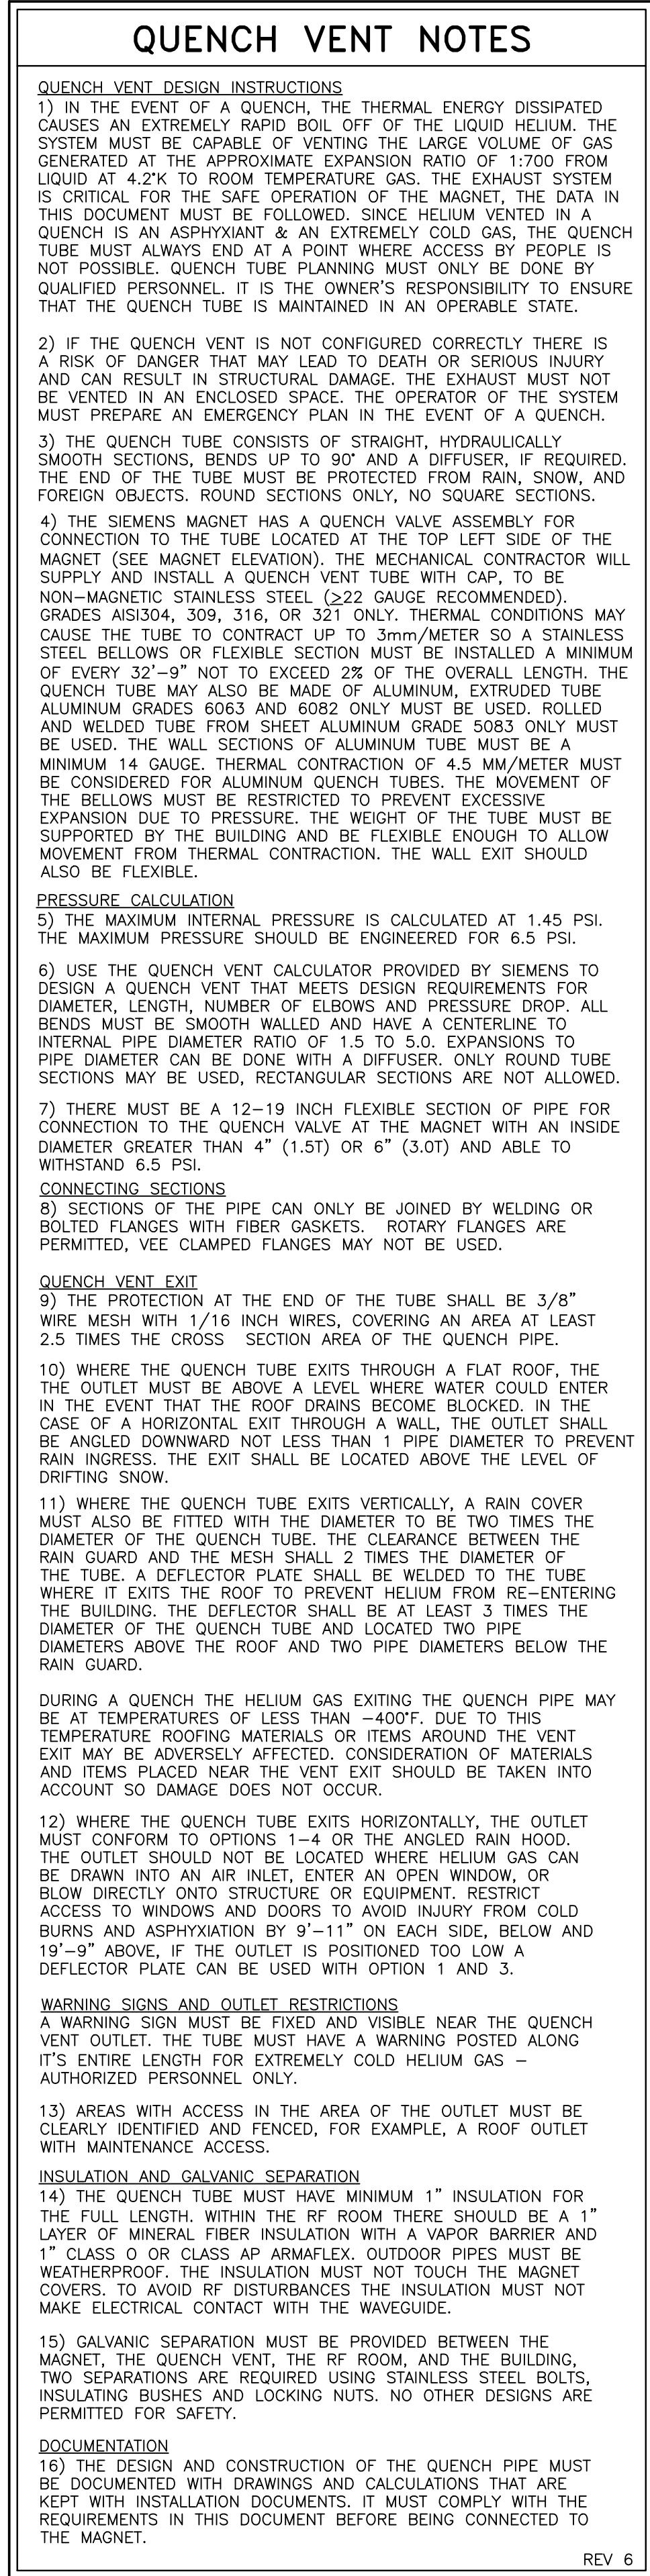 QUENCH VENT NOTES
QUENCH VENT DESIGN INSTRUCTIONS
1) IN THE EVENT OF A QUENCH, THE THERMAL ENERGY DISSIPATED
CAUSES AN EXTREMELY RAPID BOIL OFF OF THE LIQUID HELIUM. THE
SYSTEM MUST BE CAPABLE OF VENTING THE LARGE VOLUME OF GAS
GENERATED AT THE APPROXIMATE EXPANSION RATIO OF 1:700 FROM
LIQUID AT 4.2°K TO ROOM TEMPERATURE GAS. THE EXHAUST SYSTEM
IS CRITICAL FOR THE SAFE OPERATION OF THE MAGNET, THE DATA IN
THIS DOCUMENT MUST BE FOLLOWED. SINCE HELIUM VENTED IN A
QUENCH IS AN ASPHYXIANT & AN EXTREMELY COLD GAS, THE QUENCH
TUBE MUST ALWAYS END AT A POINT WHERE ACCESS BY PEOPLE IS
NOT POSSIBLE. QUENCH TUBE PLANNING MUST ONLY BE DONE BY
QUALIFIED PERSONNEL. IT IS THE OWNER'S RESPONSIBILITY TO ENSURE
THAT THE QUENCH TUBE IS MAINTAINED IN AN OPERABLE STATE.
2) IF THE QUENCH VENT IS NOT CONFIGURED CORRECTLY THERE IS
A RISK OF DANGER THAT MAY LEAD TO DEATH OR SERIOUS INJURY
AND CAN RESULT IN STRUCTURAL DAMAGE. THE EXHAUST MUST NOT
BE VENTED IN AN ENCLOSED SPACE. THE OPERATOR OF THE SYSTEM
MUST PREPARE AN EMERGENCY PLAN IN THE EVENT OF A QUENCH.
3) THE QUENCH TUBE CONSISTS OF STRAIGHT, HYDRAULICALLY
SMOOTH SECTIONS, BENDS UP TO 90° AND A DIFFUSER, IF REQUIRED.
THE END OF THE TUBE MUST BE PROTECTED FROM RAIN, SNOW, AND
FOREIGN OBJECTS. ROUND SECTIONS ONLY, NO SQUARE SECTIONS.
4) THE SIEMENS MAGNET HAS A QUENCH VALVE ASSEMBLY FOR
CONNECTION TO THE TUBE LOCATED AT THE TOP LEFT SIDE OF THE
MAGNET (SEE MAGNET ELEVATION). THE MECHANICAL CONTRACTOR WILL
SUPPLY AND INSTALL A QUENCH VENT TUBE WITH CAP, TO BE
NON-MAGNETIC STAINLESS STEEL (≥22 GAUGE RECOMMENDED).
GRADES AISI304, 309, 316, OR 321 ONLY. THERMAL CONDITIONS MAY
CAUSE THE TUBE TO CONTRACT UP TO 3mm/METER SO A STAINLESS
STEEL BELLOWS OR FLEXIBLE SECTION MUST BE INSTALLED A MINIMUM
OF EVERY 32'-9" NOT TO EXCEED 2% OF THE OVERALL LENGTH. THE
QUENCH TUBE MAY ALSO BE MADE OF ALUMINUM, EXTRUDED TUBE
ALUMINUM GRADES 6063 AND 6082 ONLY MUST BE USED. ROLLED
AND WELDED TUBE FROM SHEET ALUMINUM GRADE 5083 ONLY MUST
BE USED. THE WALL SECTIONS OF ALUMINUM TUBE MUST BE A
MINIMUM 14 GAUGE. THERMAL CONTRACTION OF 4.5 MM/METER MUST
BE CONSIDERED FOR ALUMINUM QUENCH TUBES. THE MOVEMENT OF
THE BELLOWS MUST BE RESTRICTED TO PREVENT EXCESSIVE
EXPANSION DUE TO PRESSURE. THE WEIGHT OF THE TUBE MUST BE
SUPPORTED BY THE BUILDING AND BE FLEXIBLE ENOUGH TO ALLOW
MOVEMENT FROM THERMAL CONTRACTION. THE WALL EXIT SHOULD
ALSO BE FLEXIBLE.
PRESSURE CALCULATION
5) THE MAXIMUM INTERNAL PRESSURE IS CALCULATED AT 1.45 PSI.
THE MAXIMUM PRESSURE SHOULD BE ENGINEERED FOR 6.5 PSI.
6) USE THE QUENCH VENT CALCULATOR PROVIDED BY SIEMENS TO
DESIGN A QUENCH VENT THAT MEETS DESIGN REQUIREMENTS FOR
DIAMETER, LENGTH, NUMBER OF ELBOWS AND PRESSURE DROP. ALL
BENDS MUST BE SMOOTH WALLED AND HAVE A CENTERLINE TO
INTERNAL PIPE DIAMETER RATIO OF 1.5 TO 5.0. EXPANSIONS TO
PIPE DIAMETER CAN BE DONE WITH A DIFFUSER. ONLY ROUND TUBE
SECTIONS MAY BE USED, RECTANGULAR SECTIONS ARE NOT ALLOWED.
7) THERE MUST BE A 12-19 INCH FLEXIBLE SECTION OF PIPE FOR
CONNECTION TO THE QUENCH VALVE AT THE MAGNET WITH AN INSIDE
DIAMETER GREATER THAN 4" (1.5T) OR 6" (3.0T) AND ABLE TO
WITHSTAND 6.5 PSI.
CONNECTING SECTIONS
8) SECTIONS OF THE PIPE CAN ONLY BE JOINED BY WELDING OR
BOLTED FLANGES WITH FIBER GASKETS. ROTARY FLANGES ARE
PERMITTED, VEE CLAMPED FLANGES MAY NOT BE USED.
QUENCH VENT EXIT
9) THE PROTECTION AT THE END OF THE TUBE SHALL BE 3/8"
WIRE MESH WITH 1/16 INCH WIRES, COVERING AN AREA AT LEAST
2.5 TIMES THE CROSS SECTION AREA OF THE QUENCH PIPE.
10) WHERE THE QUENCH TUBE EXITS THROUGH A FLAT ROOF, THE
THE OUTLET MUST BE ABOVE A LEVEL WHERE WATER COULD ENTER
IN THE EVENT THAT THE ROOF DRAINS BECOME BLOCKED. IN THE
CASE OF A HORIZONTAL EXIT THROUGH A WALL, THE OUTLET SHALL
BE ANGLED DOWNWARD NOT LESS THAN 1 PIPE DIAMETER TO PREVENT
RAIN INGRESS. THE EXIT SHALL BE LOCATED ABOVE THE LEVEL OF
DRIFTING SNOW.
11) WHERE THE QUENCH TUBE EXITS VERTICALLY, A RAIN COVER
MUST ALSO BE FITTED WITH THE DIAMETER TO BE TWO TIMES THE
DIAMETER OF THE QUENCH TUBE. THE CLEARANCE BETWEEN THE
RAIN GUARD AND THE MESH SHALL 2 TIMES THE DIAMETER OF
THE TUBE. A DEFLECTOR PLATE SHALL BE WELDED TO THE TUBE
WHERE IT EXITS THE ROOF TO PREVENT HELIUM FROM RE-ENTERING
THE BUILDING. THE DEFLECTOR SHALL BE AT LEAST 3 TIMES THE
DIAMETER OF THE QUENCH TUBE AND LOCATED TWO PIPE
DIAMETERS ABOVE THE ROOF AND TWO PIPE DIAMETERS BELOW THE
RAIN GUARD.
DURING A QUENCH THE HELIUM GAS EXITING THE QUENCH PIPE MAY
BE AT TEMPERATURES OF LESS THAN -400°F. DUE TO THIS
TEMPERATURE ROOFING MATERIALS OR ITEMS AROUND THE VENT
EXIT MAY BE ADVERSELY AFFECTED. CONSIDERATION OF MATERIALS
AND ITEMS PLACED NEAR THE VENT EXIT SHOULD BE TAKEN INTO
ACCOUNT SO DAMAGE DOES NOT OCCUR.
12) WHERE THE QUENCH TUBE EXITS HORIZONTALLY, THE OUTLET
MUST CONFORM TO OPTIONS 1-4 OR THE ANGLED RAIN HOOD.
THE OUTLET SHOULD NOT BE LOCATED WHERE HELIUM GAS CAN
BE DRAWN INTO AN AIR INLET, ENTER AN OPEN WINDOW, OR
BLOW DIRECTLY ONTO STRUCTURE OR EQUIPMENT. RESTRICT
ACCESS TO WINDOWS AND DOORS TO AVOID INJURY FROM COLD
BURNS AND ASPHYXIATION BY 9'-11" ON EACH SIDE, BELOW AND
19'-9" ABOVE, IF THE OUTLET IS POSITIONED TOO LOW A
DEFLECTOR PLATE CAN BE USED WITH OPTION 1 AND 3.
WARNING SIGNS AND OUTLET RESTRICTIONS
A WARNING SIGN MUST BE FIXED AND VISIBLE NEAR THE QUENCH
VENT OUTLET. THE TUBE MUST HAVE A WARNING POSTED ALONG
IT'S ENTIRE LENGTH FOR EXTREMELY COLD HELIUM GAS -
AUTHORIZED PERSONNEL ONLY.
13) AREAS WITH ACCESS IN THE AREA OF THE OUTLET MUST BE
CLEARLY IDENTIFIED AND FENCED, FOR EXAMPLE, A ROOF OUTLET
WITH MAINTENANCE ACCESS.
INSULATION AND GALVANIC SEPARATION
14) THE QUENCH TUBE MUST HAVE MINIMUM 1" INSULATION FOR
THE FULL LENGTH. WITHIN THE RF ROOM THERE SHOULD BE A 1"
LAYER OF MINERAL FIBER INSULATION WITH A VAPOR BARRIER AND
1" CLASS O OR CLASS AP ARMAFLEX. OUTDOOR PIPES MUST BE
WEATHERPROOF. THE INSULATION MUST NOT TOUCH THE MAGNET
COVERS. TO AVOID RF DISTURBANCES THE INSULATION MUST NOT
MAKE ELECTRICAL CONTACT WITH THE WAVEGUIDE.
15) GALVANIC SEPARATION MUST BE PROVIDED BETWEEN THE
MAGNET, THE QUENCH VENT, THE RF ROOM, AND THE BUILDING,
TWO SEPARATIONS ARE REQUIRED USING STAINLESS STEEL BOLTS,
INSULATING BUSHES AND LOCKING NUTS. NO OTHER DESIGNS ARE
PERMITTED FOR SAFETY.
DOCUMENTATION
16) THE DESIGN AND CONSTRUCTION OF THE QUENCH PIPE MUST
BE DOCUMENTED WITH DRAWINGS AND CALCULATIONS THAT ARE
KEPT WITH INSTALLATION DOCUMENTS. IT MUST COMPLY WITH THE
REQUIREMENTS IN THIS DOCUMENT BEFORE BEING CONNECTED TO
THE MAGNET.
REV 6